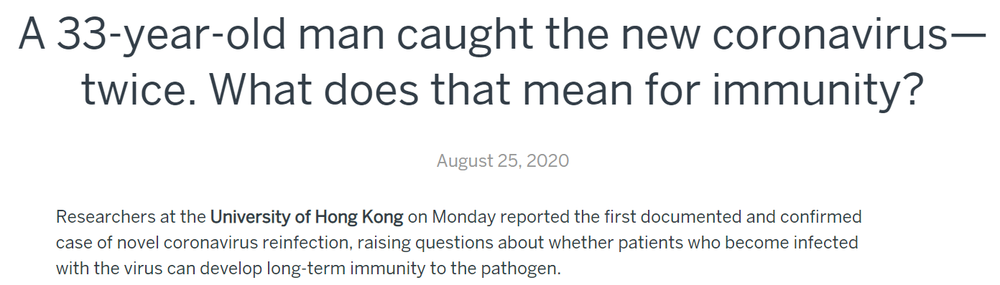 A 33-year-old man caught the new coronavirus—
twice. What does that mean for immunity?
August 25, 2020
Researchers at the University of Hong Kong on Monday reported the first documented and confirmed
case of novel coronavirus reinfection, raising questions about whether patients who become infected
with the virus can develop long-term immunity to the pathogen.